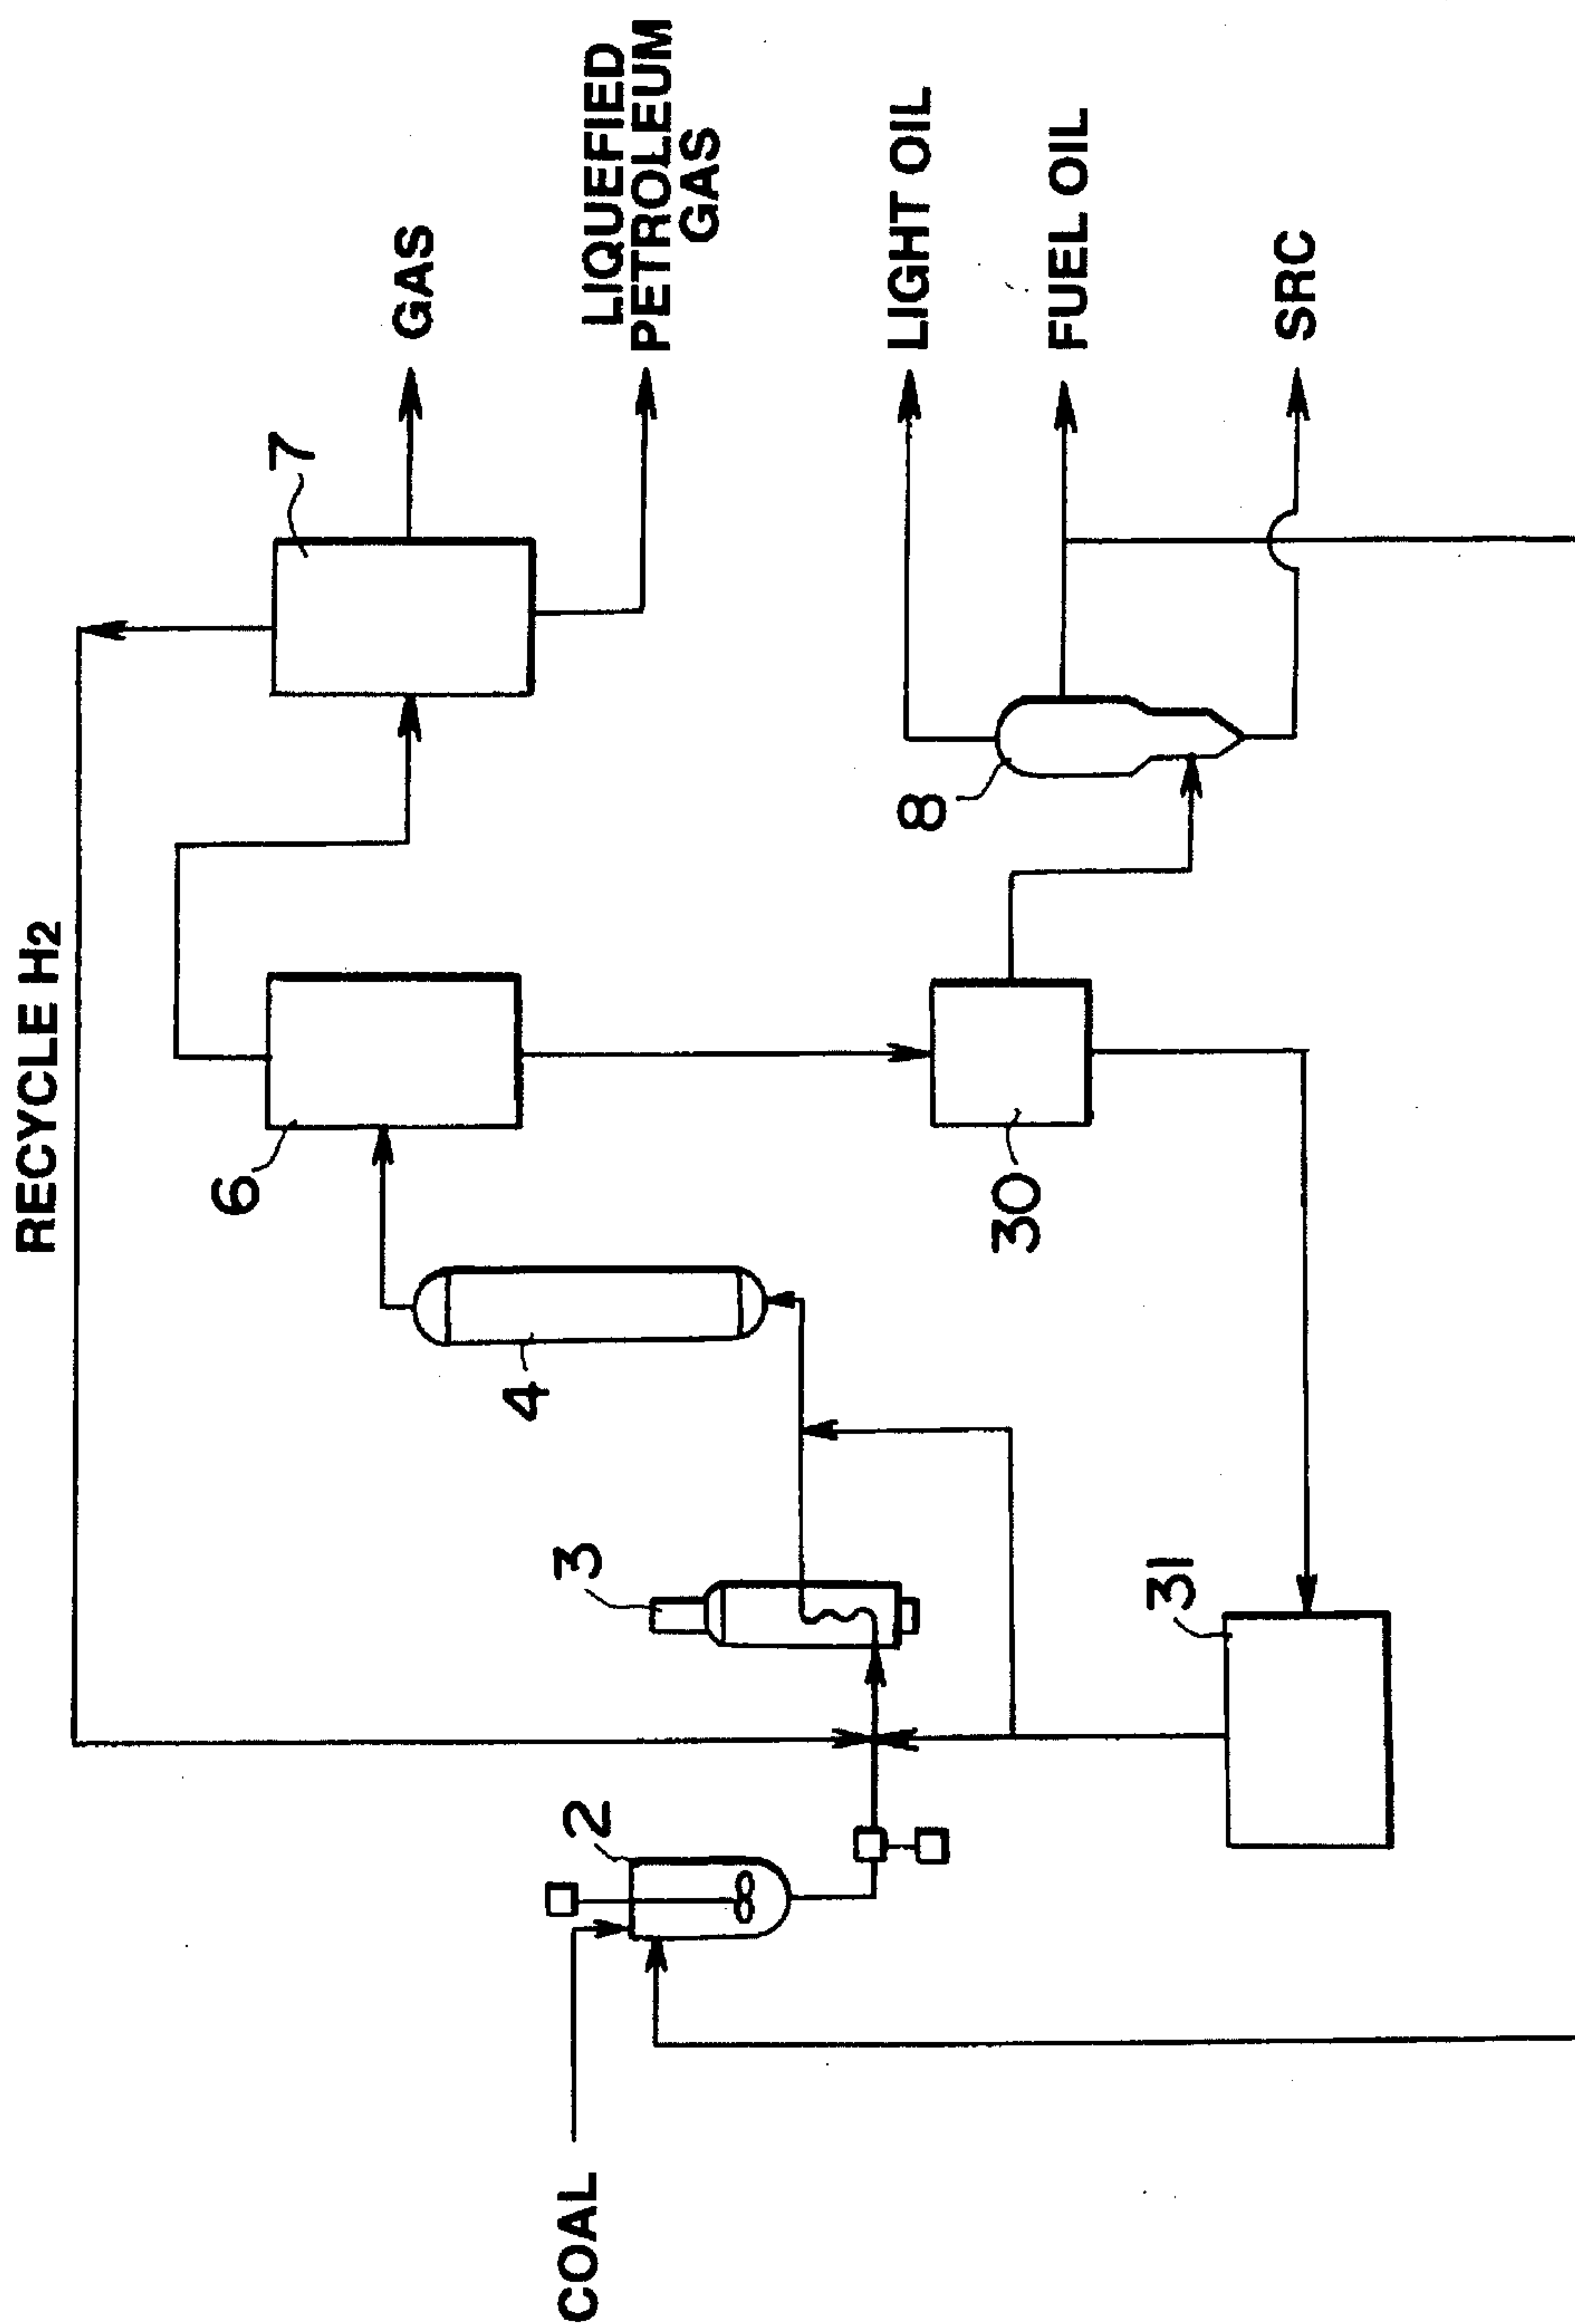 RECYCLE H2
7
GAS
6
LIQUEFIED
PETROLEUM
GAS
4
3
2
COAL
8
LIGHT OIL
30
FUEL OIL
31
SRC